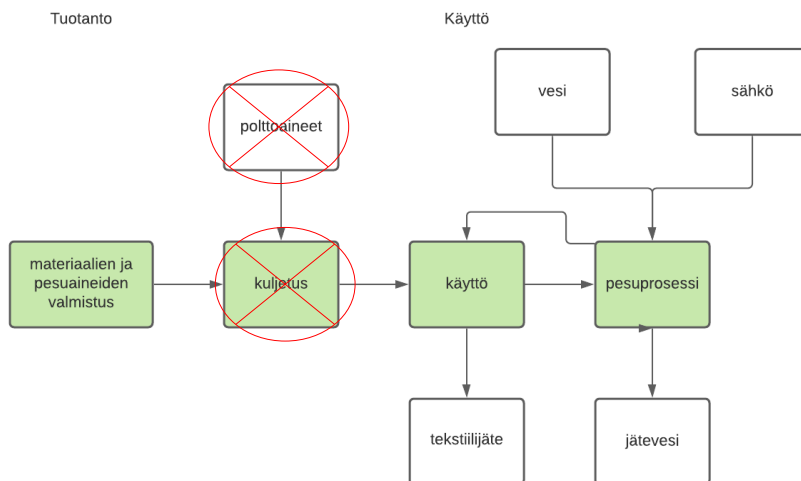 Tuotanto
Käyttö
vesi
sähkö
polttoaineet
materiaalien ja
pesuaineiden
valmistus
kuljetus
käyttö
pesuprosessi
tekstiilijäte
jätevesi